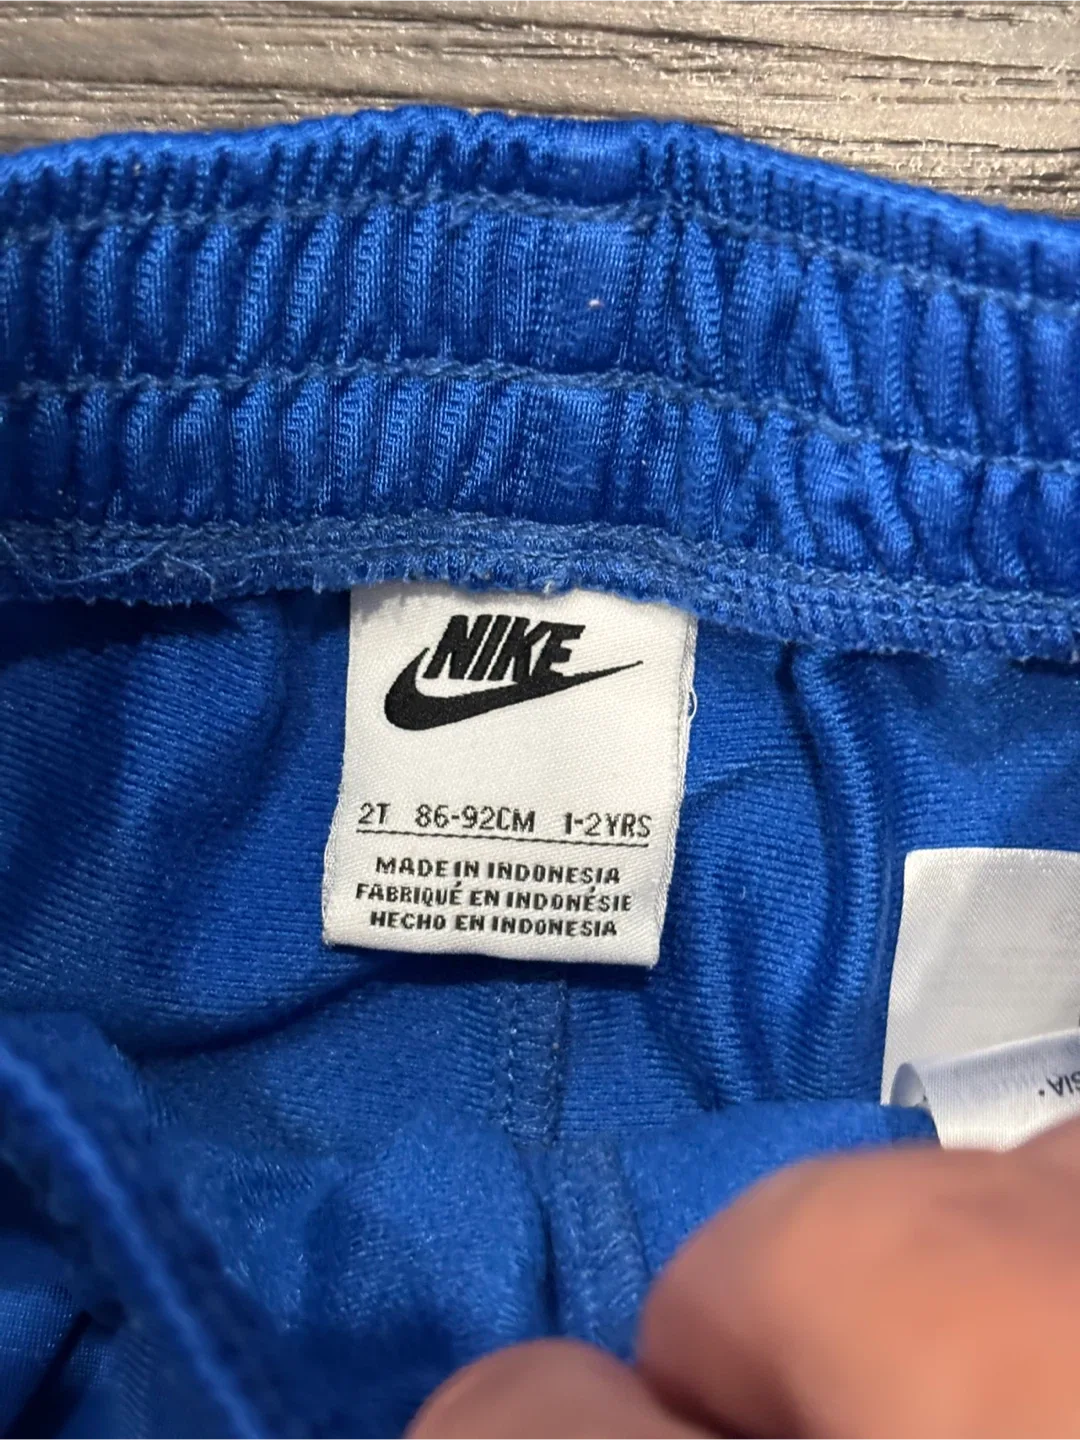 NIKE
2T 86-92CM 1-2YRS
MADE IN INDONESIA
FABRIQUÉ EN INDONÉSIE
HECHO EN INDONESIA